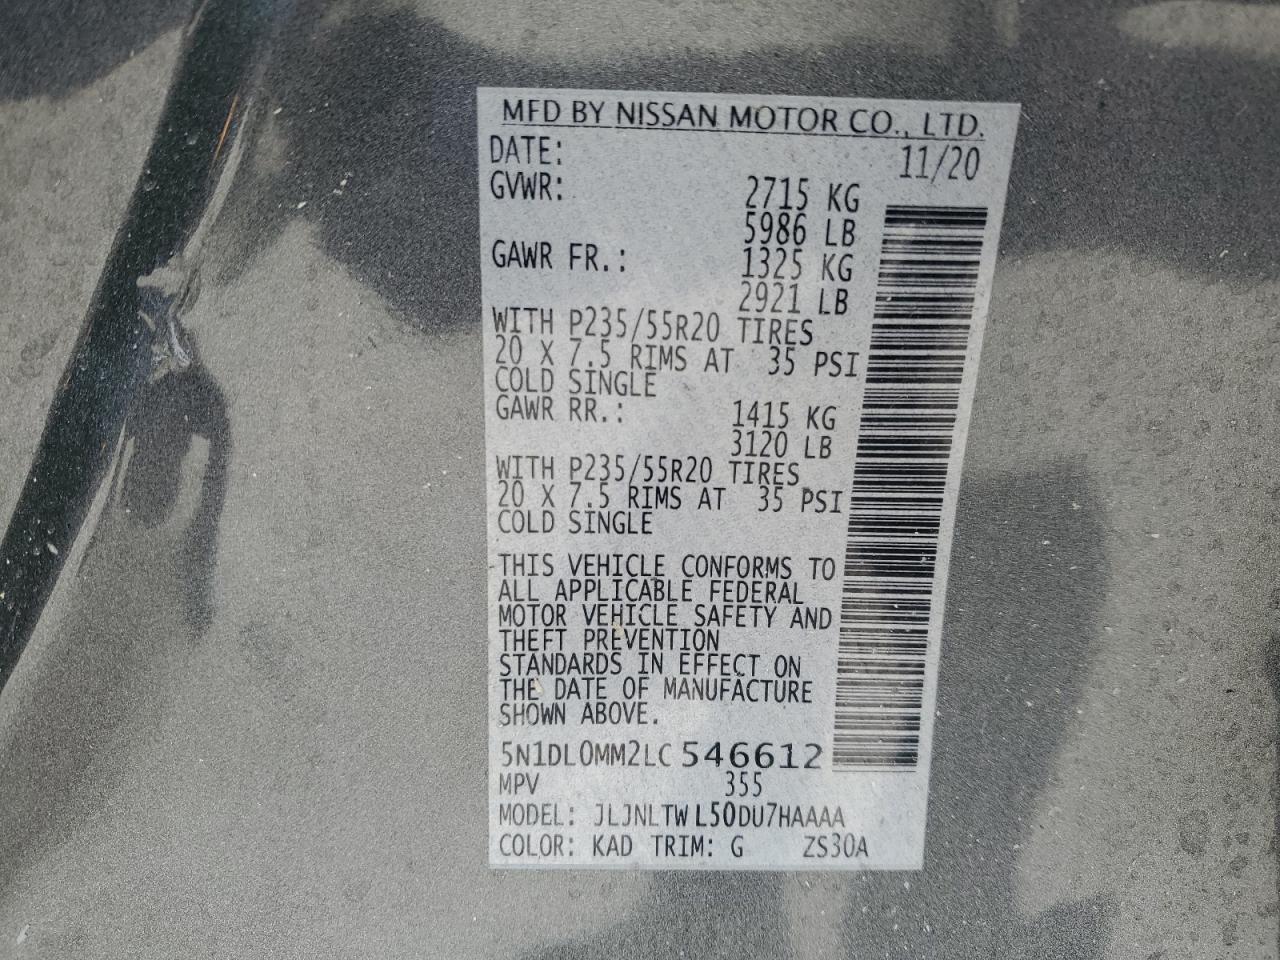 MFD BY NISSAN MOTOR CO., LTD.
DATE: 11/20
GVWR: 2715 KG
5986 LB
GAWR FR.: 1325 KG
2921 LB
WITH P235/55R20 TIRES
20 X 7.5 RIMS AT 35 PSI
COLD SINGLE
GAWR RR.: 1415 KG
3120 LB
WITH P235/55R20 TIRES
20 X 7.5 RIMS AT 35 PSI
COLD SINGLE
THIS VEHICLE CONFORMS TO
ALL APPLICABLE FEDERAL
MOTOR VEHICLE SAFETY AND
THEFT PREVENTION
STANDARDS IN EFFECT ON
THE DATE OF MANUFACTURE
SHOWN ABOVE.
5N1DL0MM2LC 546612
MPV 355
MODEL: JLJNLTW L50DU7HAAAA
COLOR: KAD TRIM: G ZS30A